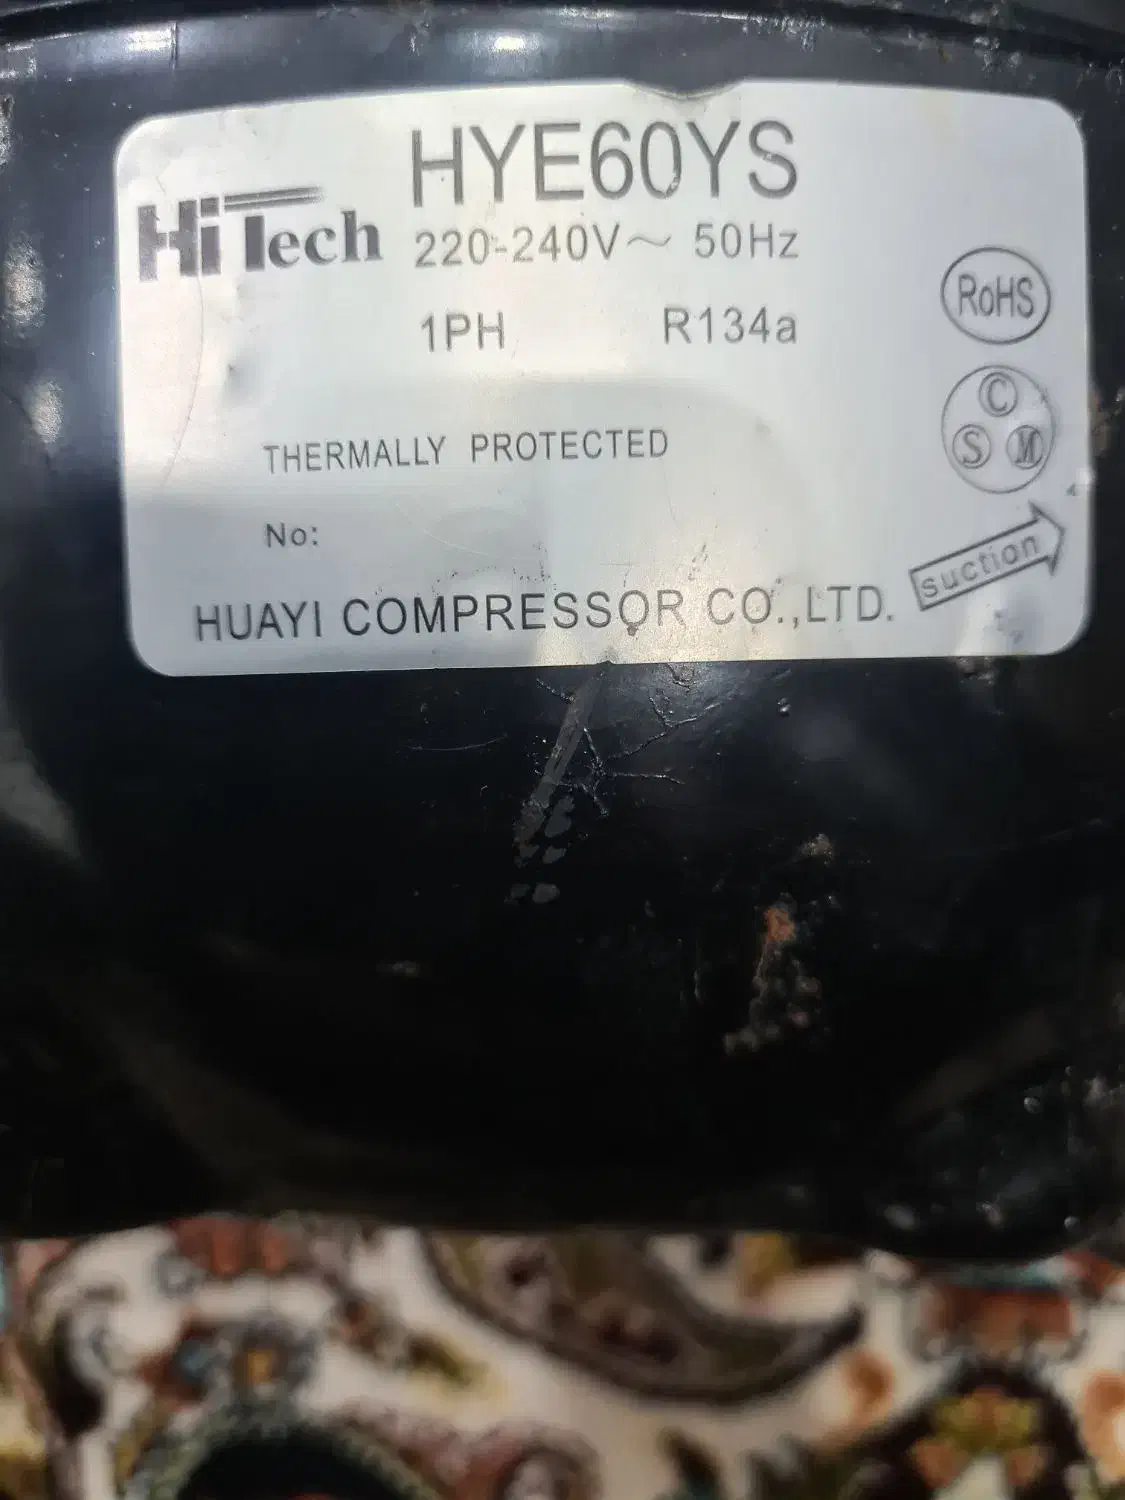 HYE60YS
HiTech
220-240V~ 50Hz
1PH R134a
RoHS
C
S M
THERMALLY PROTECTED
No:
suction
HUAYI COMPRESSOR CO.,LTD.